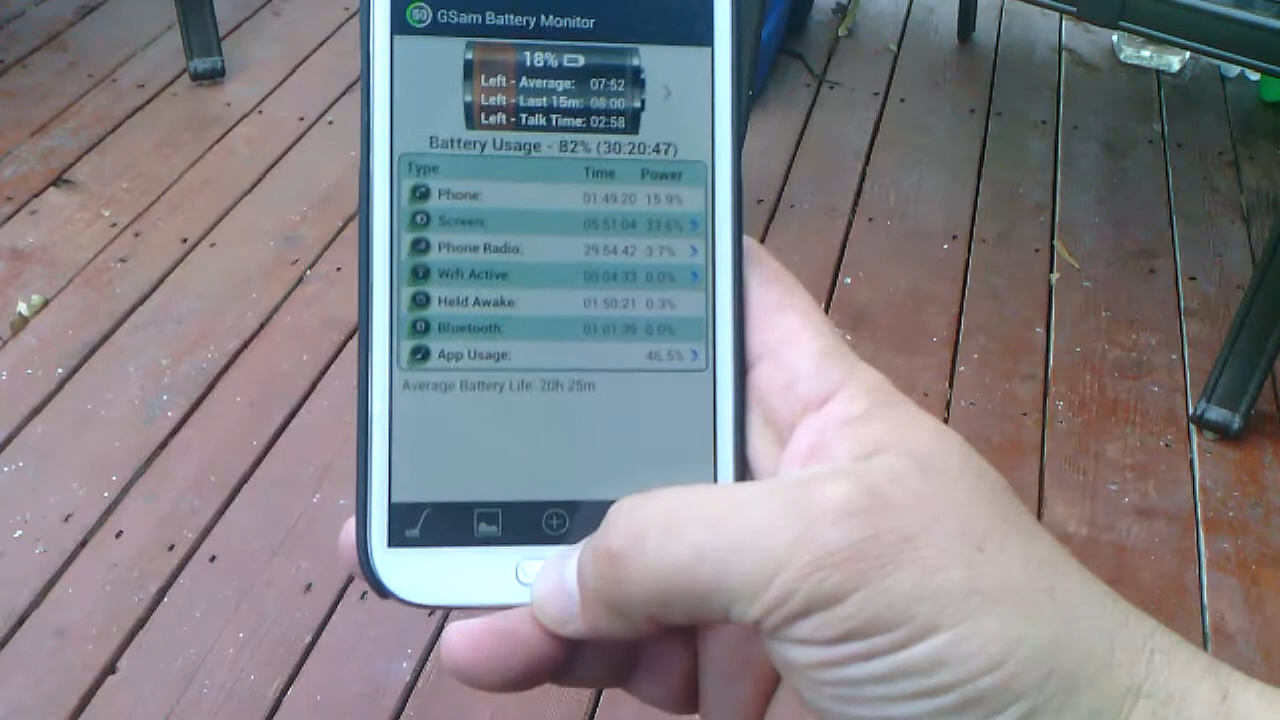 GSam Battery Monitor
18%
Left - Average: 07:52
Left - Last 15m: 08:00
Left - Talk Time: 02:58
Battery Usage - 82% (30:20:47)
Type Time Power
Phone: 01:49:20 15.9%
Screen: 05:51:04 33.6%
Phone Radio: 29:54:42 3.7%
Wifi Active: 00:04:33 0.0%
Held Awake: 01:50:21 0.3%
Bluetooth: 01:01:39 0.0%
App Usage: 46.5%
Average Battery Life: 20h 25m